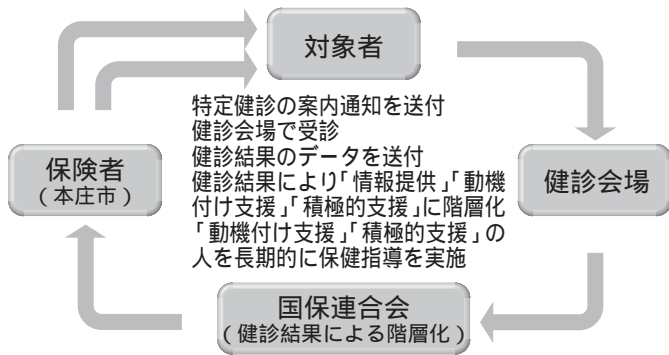 対象者
特定健診の案内通知を送付
健診会場で受診
健診結果のデータを送付
健診結果により「情報提供」「動機
付け支援」「積極的支援」に階層化
「動機付け支援」「積極的支援」の
人を長期的に保健指導を実施
保険者
（本庄市）
健診会場
国保連合会
（健診結果による階層化）